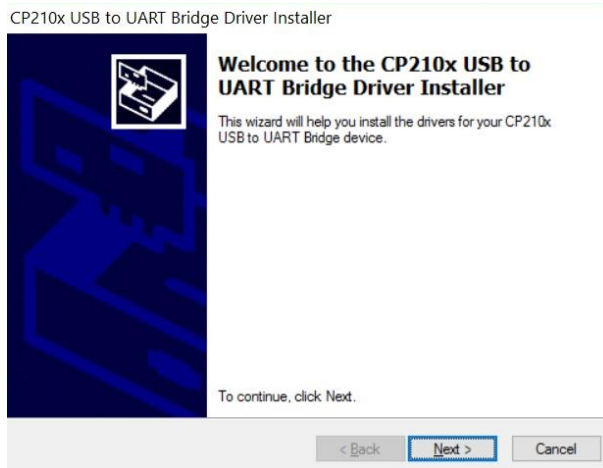 CP210x USB to UART Bridge Driver Installer
Welcome to the CP210x USB to
UART Bridge Driver Installer
This wizard will help you install the drivers for your CP210x
USB to UART Bridge device.
To continue, click Next.
< Back
Next >
Cancel